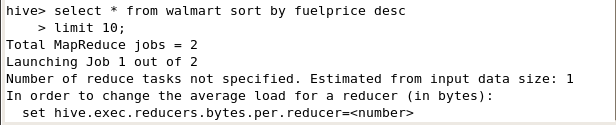 hive> select * from walmart sort by fuelprice desc
    > limit 10;
Total MapReduce jobs = 2
Launching Job 1 out of 2
Number of reduce tasks not specified. Estimated from input data size: 1
In order to change the average load for a reducer (in bytes):
  set hive.exec.reducers.bytes.per.reducer=<number>